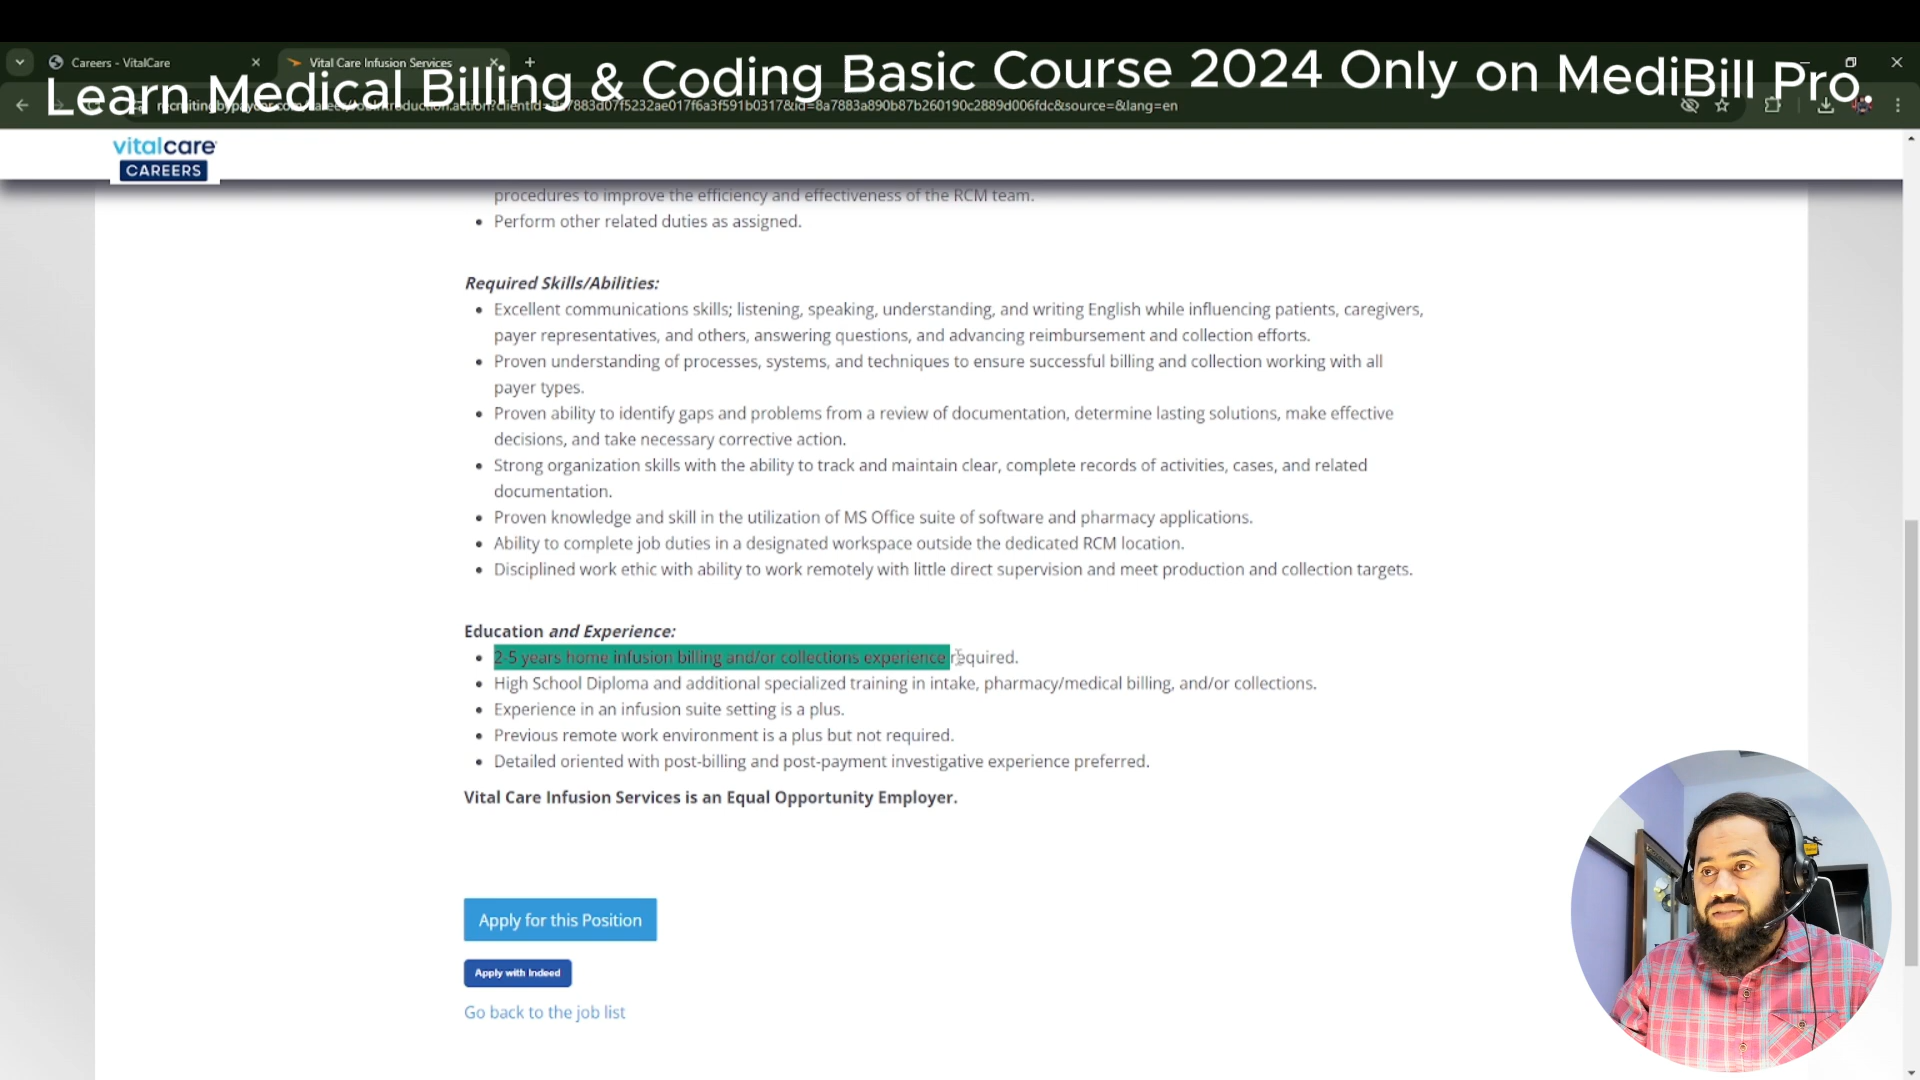 Careers - VitalCare
Vital Care Infusion Services
Learn Medical Billing & Coding Basic Course 2024 Only on MediBill Pro.
883d07f5232ae017f6a3f591b0317&id=8a7883a890b87b260190c2889d006fdc&source=&lang=en
vitalcare
CAREERS
procedures to improve the efficiency and effectiveness of the RCM team.
Perform other related duties as assigned.
Required Skills/Abilities:
Excellent communications skills; listening, speaking, understanding, and writing English while influencing patients, caregivers,
payer representatives, and others, answering questions, and advancing reimbursement and collection efforts.
Proven understanding of processes, systems, and techniques to ensure successful billing and collection working with all
payer types.
Proven ability to identify gaps and problems from a review of documentation, determine lasting solutions, make effective
decisions, and take necessary corrective action.
Strong organization skills with the ability to track and maintain clear, complete records of activities, cases, and related
documentation.
Proven knowledge and skill in the utilization of MS Office suite of software and pharmacy applications.
Ability to complete job duties in a designated workspace outside the dedicated RCM location.
Disciplined work ethic with ability to work remotely with little direct supervision and meet production and collection targets.
Education and Experience:
2-5 years home infusion billing and/or collections experience required.
High School Diploma and additional specialized training in intake, pharmacy/medical billing, and/or collections.
Experience in an infusion suite setting is a plus.
Previous remote work environment is a plus but not required.
Detailed oriented with post-billing and post-payment investigative experience preferred.
Vital Care Infusion Services is an Equal Opportunity Employer.
Apply for this Position
Apply with Indeed
Go back to the job list